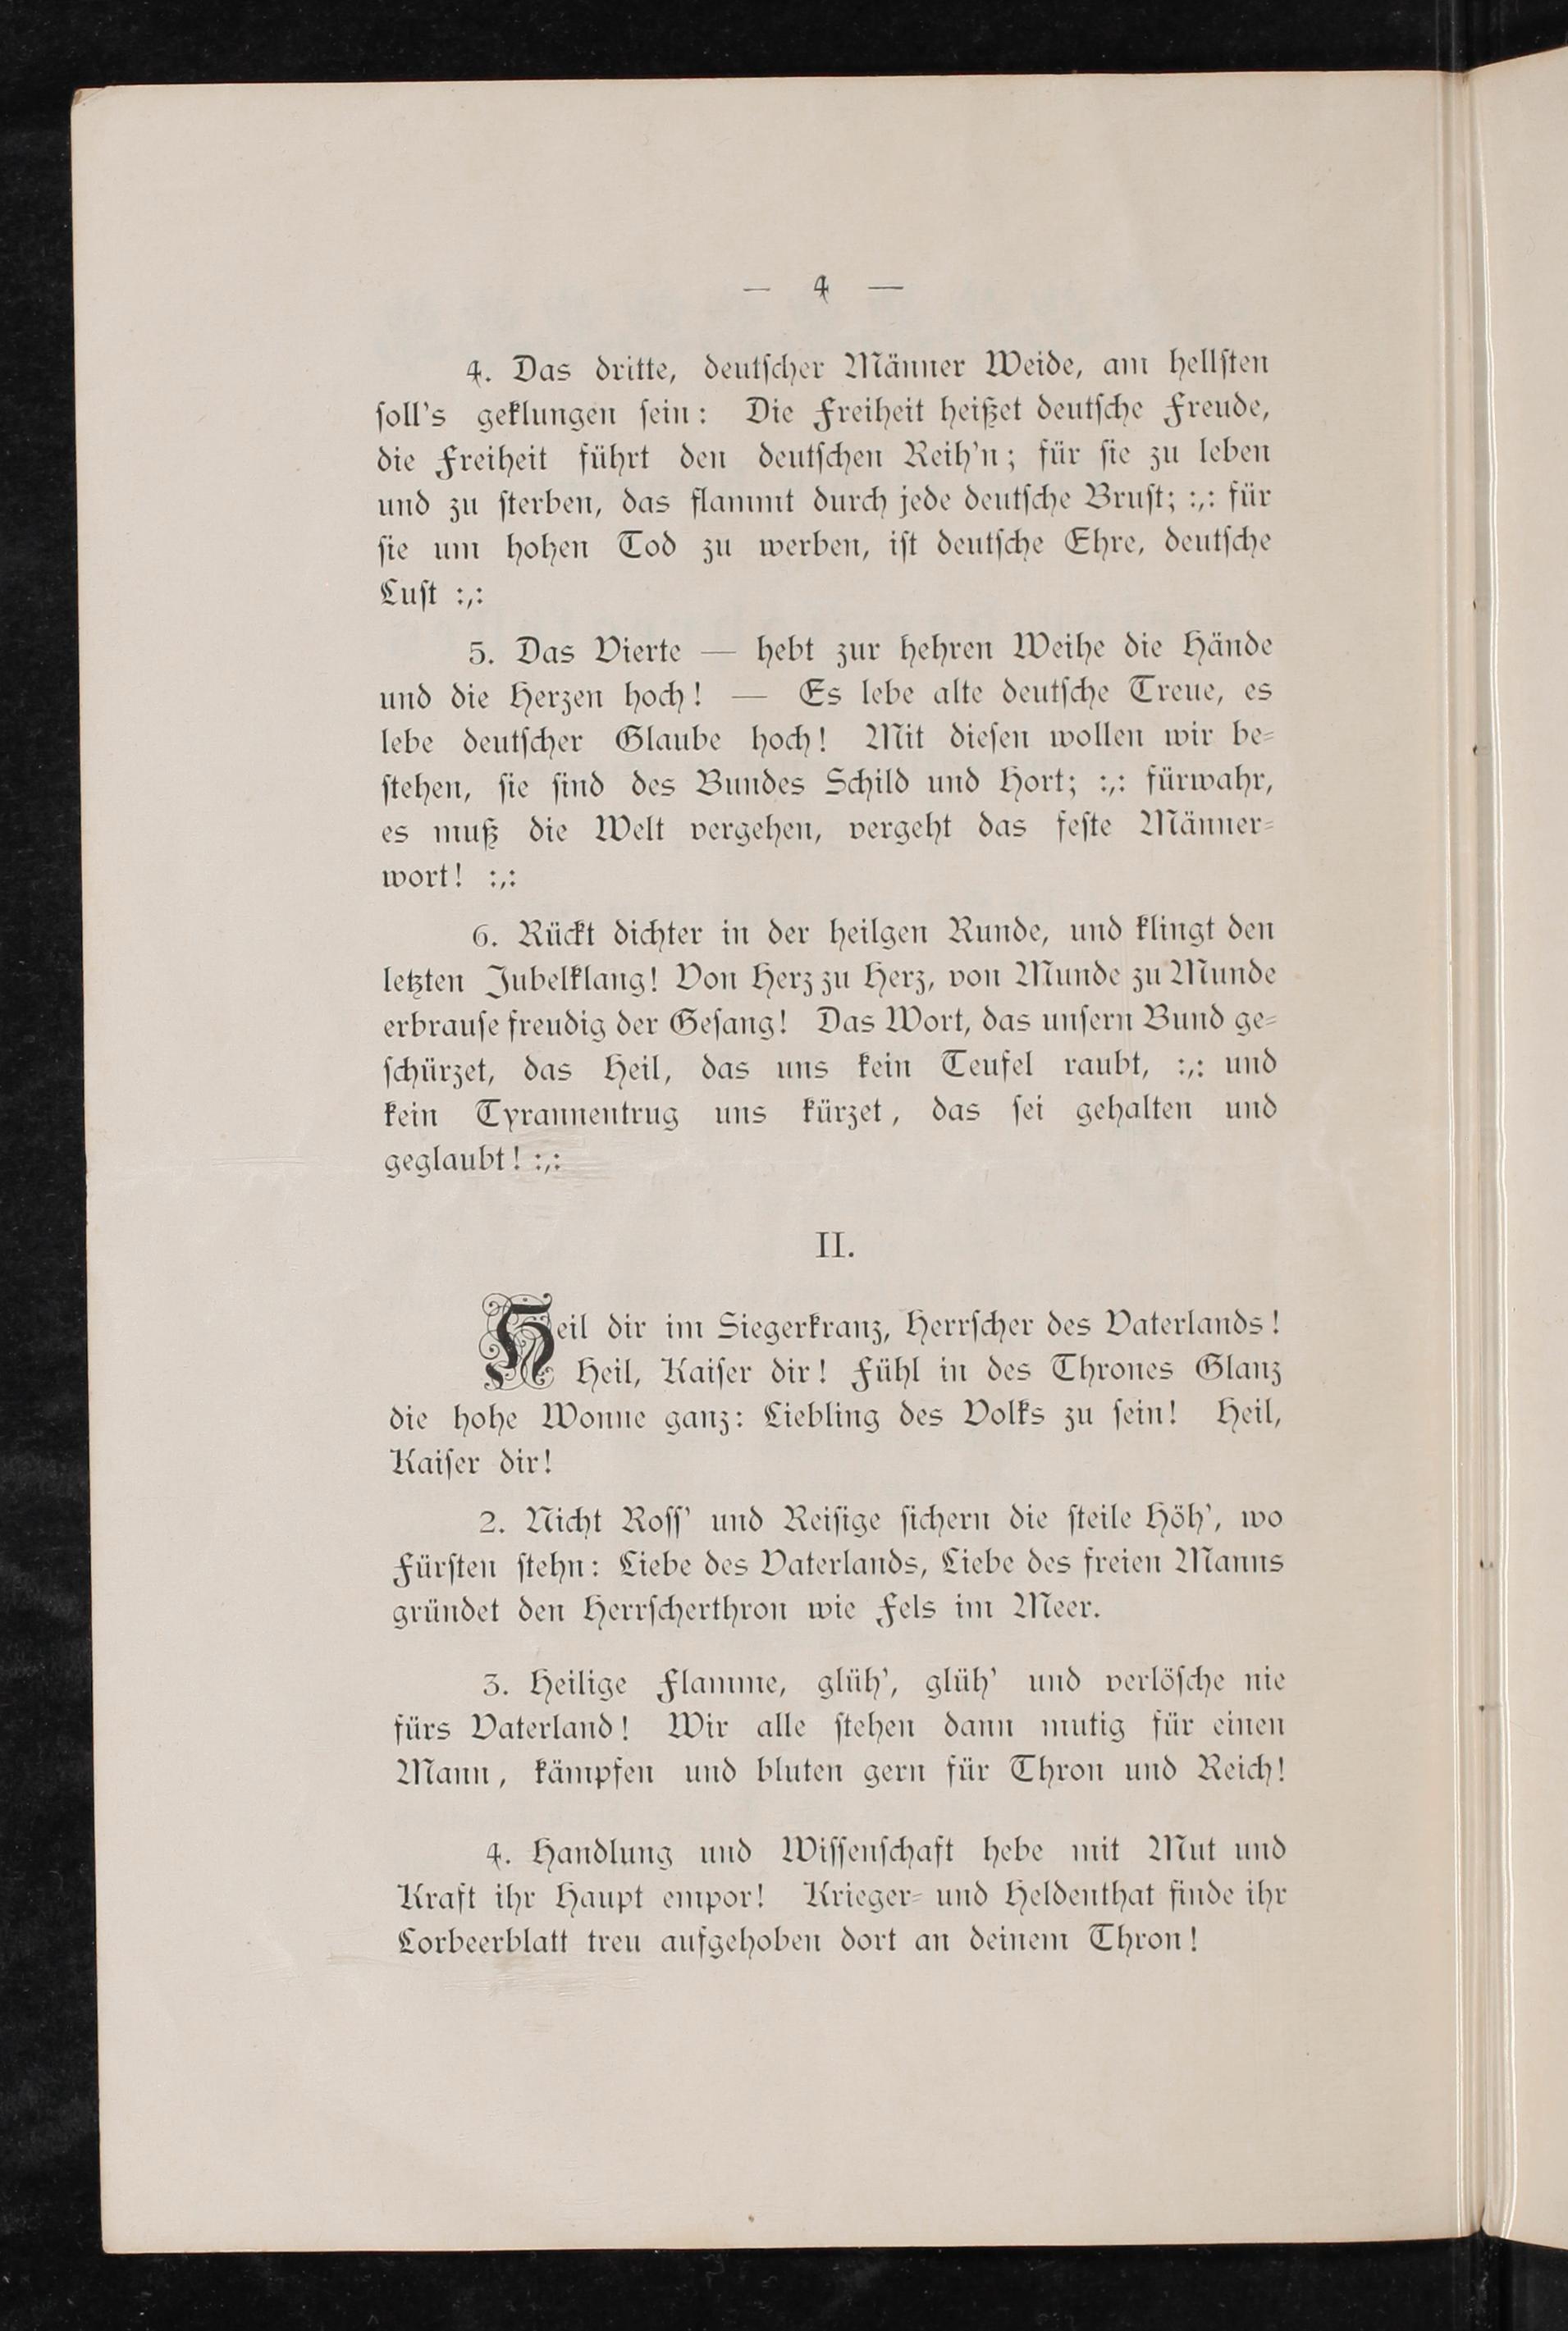 — 4 —
4. Das dritte, deutſcher Männer Weide, am hellſten
ſoll's geklungen ſein: Die Freiheit heißet deutſche Freude,
die Freiheit führt den deutſchen Reih'n; für ſie zu leben
und zu ſterben, das flammt durch jede deutſche Bruſt; :,: für
ſie um hohen Tod zu werben, iſt deutſche Ehre, deutſche
Luſt :,:
5. Das Vierte — hebt zur hehren Weihe die Hände
und die Herzen hoch! — Es lebe alte deutſche Treue, es
lebe deutſcher Glaube hoch! Mit dieſen wollen wir be-
ſtehen, ſie ſind des Bundes Schild und Hort; :,: fürwahr,
es muß die Welt vergehen, vergeht das feſte Männer-
wort! :,:
6. Rückt dichter in der heilgen Runde, und klingt den
letzten Jubelklang! Von Herz zu Herz, von Munde zu Munde
erbrauſe freudig der Geſang! Das Wort, das unſern Bund ge-
ſchürzet, das Heil, das uns kein Teufel raubt, :,: und
kein Tyrannentrug uns kürzet, das ſei gehalten und
geglaubt! :,:
II.
Heil dir im Siegerkranz, Herrſcher des Vaterlands!
Heil, Kaiſer dir! Fühl in des Thrones Glanz
die hohe Wonne ganz: Liebling des Volks zu ſein! Heil,
Kaiſer dir!
2. Nicht Roſſ' und Reiſige ſichern die ſteile Höh', wo
Fürſten ſtehn: Liebe des Vaterlands, Liebe des freien Manns
gründet den Herrſcherthron wie Fels im Meer.
3. Heilige Flamme, glüh', glüh' und verlöſche nie
fürs Vaterland! Wir alle ſtehen dann mutig für einen
Mann, kämpfen und bluten gern für Thron und Reich!
4. Handlung und Wiſſenſchaft hebe mit Mut und
Kraft ihr Haupt empor! Krieger- und Heldenthat finde ihr
Lorbeerblatt treu aufgehoben dort an deinem Thron!